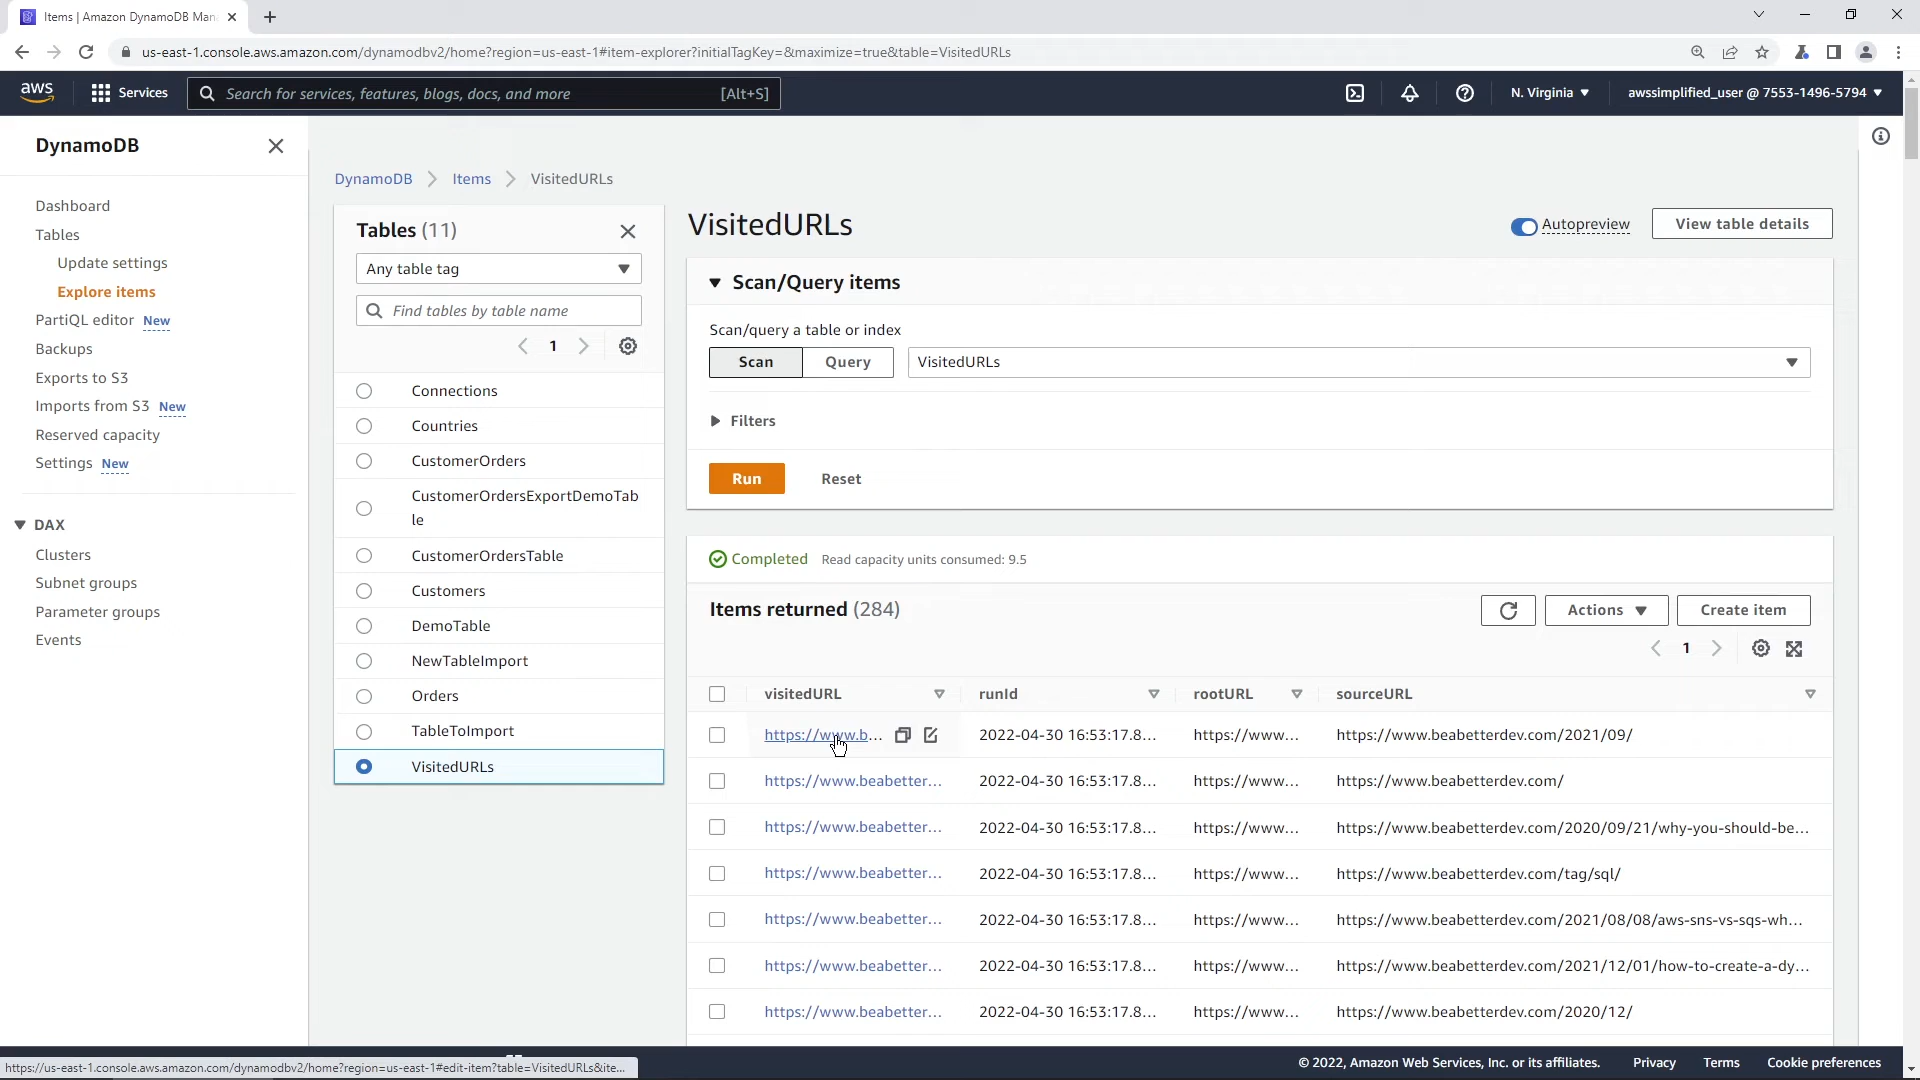 Items | Amazon DynamoDB Man
us-east-1.console.aws.amazon.com/dynamodbv2/home?region=us-east-1#item-explorer?initialTagKey=&maximize=true&table=VisitedURLs
aws
Services
Search for services, features, blogs, docs, and more
[Alt+S]
N. Virginia
awssimplified_user @ 7553-1496-5794
DynamoDB
Dashboard
Tables
Update settings
Explore items
PartiQL editor New
Backups
Exports to S3
Imports from S3 New
Reserved capacity
Settings New
DAX
Clusters
Subnet groups
Parameter groups
Events
DynamoDB
Items
VisitedURLs
Tables (11)
Any table tag
Find tables by table name
1
Connections
Countries
CustomerOrders
CustomerOrdersExportDemoTab
le
CustomerOrdersTable
Customers
DemoTable
NewTableImport
Orders
TableToImport
VisitedURLs
VisitedURLs
Autopreview
View table details
Scan/Query items
Scan/query a table or index
Scan
Query
VisitedURLs
Filters
Run
Reset
Completed
Read capacity units consumed: 9.5
Items returned (284)
Actions
Create item
1
visitedURL runId rootURL sourceURL
https://www.b... 2022-04-30 16:53:17.8... https://www... https://www.beabetterdev.com/2021/09/
https://www.beabetter... 2022-04-30 16:53:17.8... https://www... https://www.beabetterdev.com/
https://www.beabetter... 2022-04-30 16:53:17.8... https://www... https://www.beabetterdev.com/2020/09/21/why-you-should-be...
https://www.beabetter... 2022-04-30 16:53:17.8... https://www... https://www.beabetterdev.com/tag/sql/
https://www.beabetter... 2022-04-30 16:53:17.8... https://www... https://www.beabetterdev.com/2021/08/08/aws-sns-vs-sqs-wh...
https://www.beabetter... 2022-04-30 16:53:17.8... https://www... https://www.beabetterdev.com/2021/12/01/how-to-create-a-dy...
https://www.beabetter... 2022-04-30 16:53:17.8... https://www... https://www.beabetterdev.com/2020/12/
https://us-east-1.console.aws.amazon.com/dynamodbv2/home?region=us-east-1#edit-item?table=VisitedURLs&ite...
© 2022, Amazon Web Services, Inc. or its affiliates.
Privacy
Terms
Cookie preferences